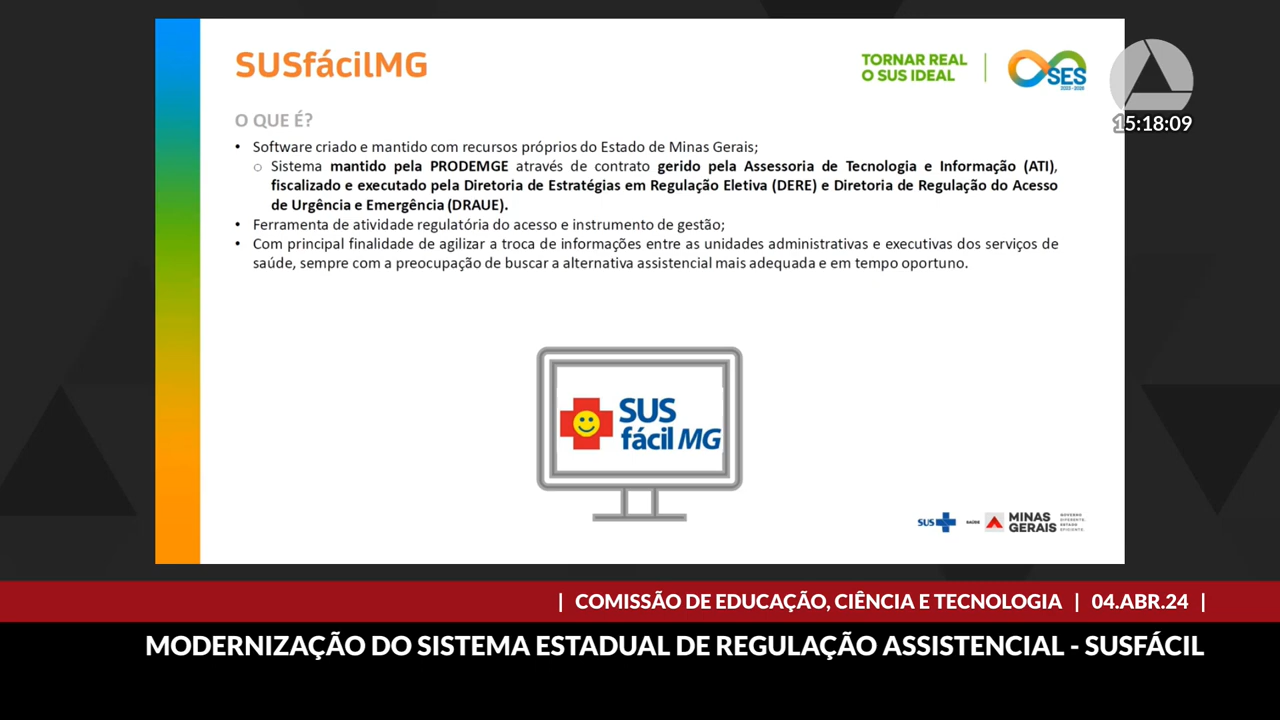 SUSfácilMG
TORNAR REAL
O SUS IDEAL
SES
15:18:09
O QUE É?
• Software criado e mantido com recursos próprios do Estado de Minas Gerais;
○ Sistema mantido pela PRODEMGE através de contrato gerido pela Assessoria de Tecnologia e Informação (ATI),
fiscalizado e executado pela Diretoria de Estratégias em Regulação Eletiva (DERE) e Diretoria de Regulação do Acesso
de Urgência e Emergência (DRAUE).
• Ferramenta de atividade regulatória do acesso e instrumento de gestão;
• Com principal finalidade de agilizar a troca de informações entre as unidades administrativas e executivas dos serviços de
saúde, sempre com a preocupação de buscar a alternativa assistencial mais adequada e em tempo oportuno.
SUS
fácil MG
SUS
SAÚDE
MINAS
GERAIS
GOVERNO
DIFERENTE.
ESTADO
EFICIENTE.
| COMISSÃO DE EDUCAÇÃO, CIÊNCIA E TECNOLOGIA | 04.ABR.24 |
MODERNIZAÇÃO DO SISTEMA ESTADUAL DE REGULAÇÃO ASSISTENCIAL - SUSFÁCIL